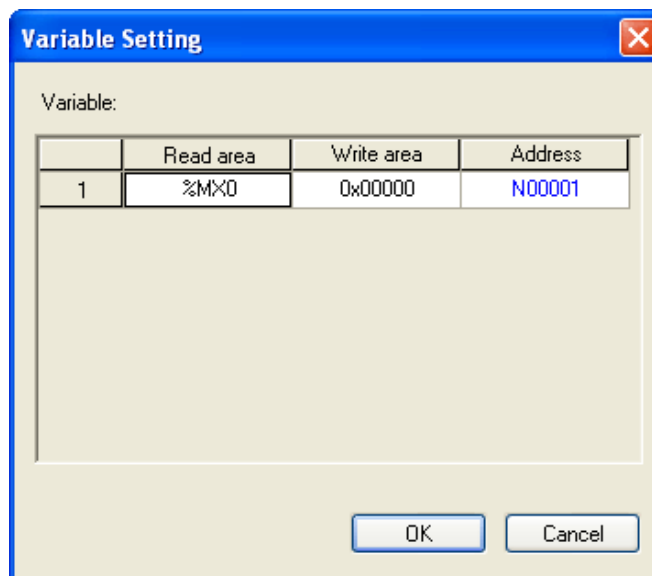 Variable Setting
Variable:
Read area Write area Address
1 %MX0 0x00000 N00001
OK Cancel